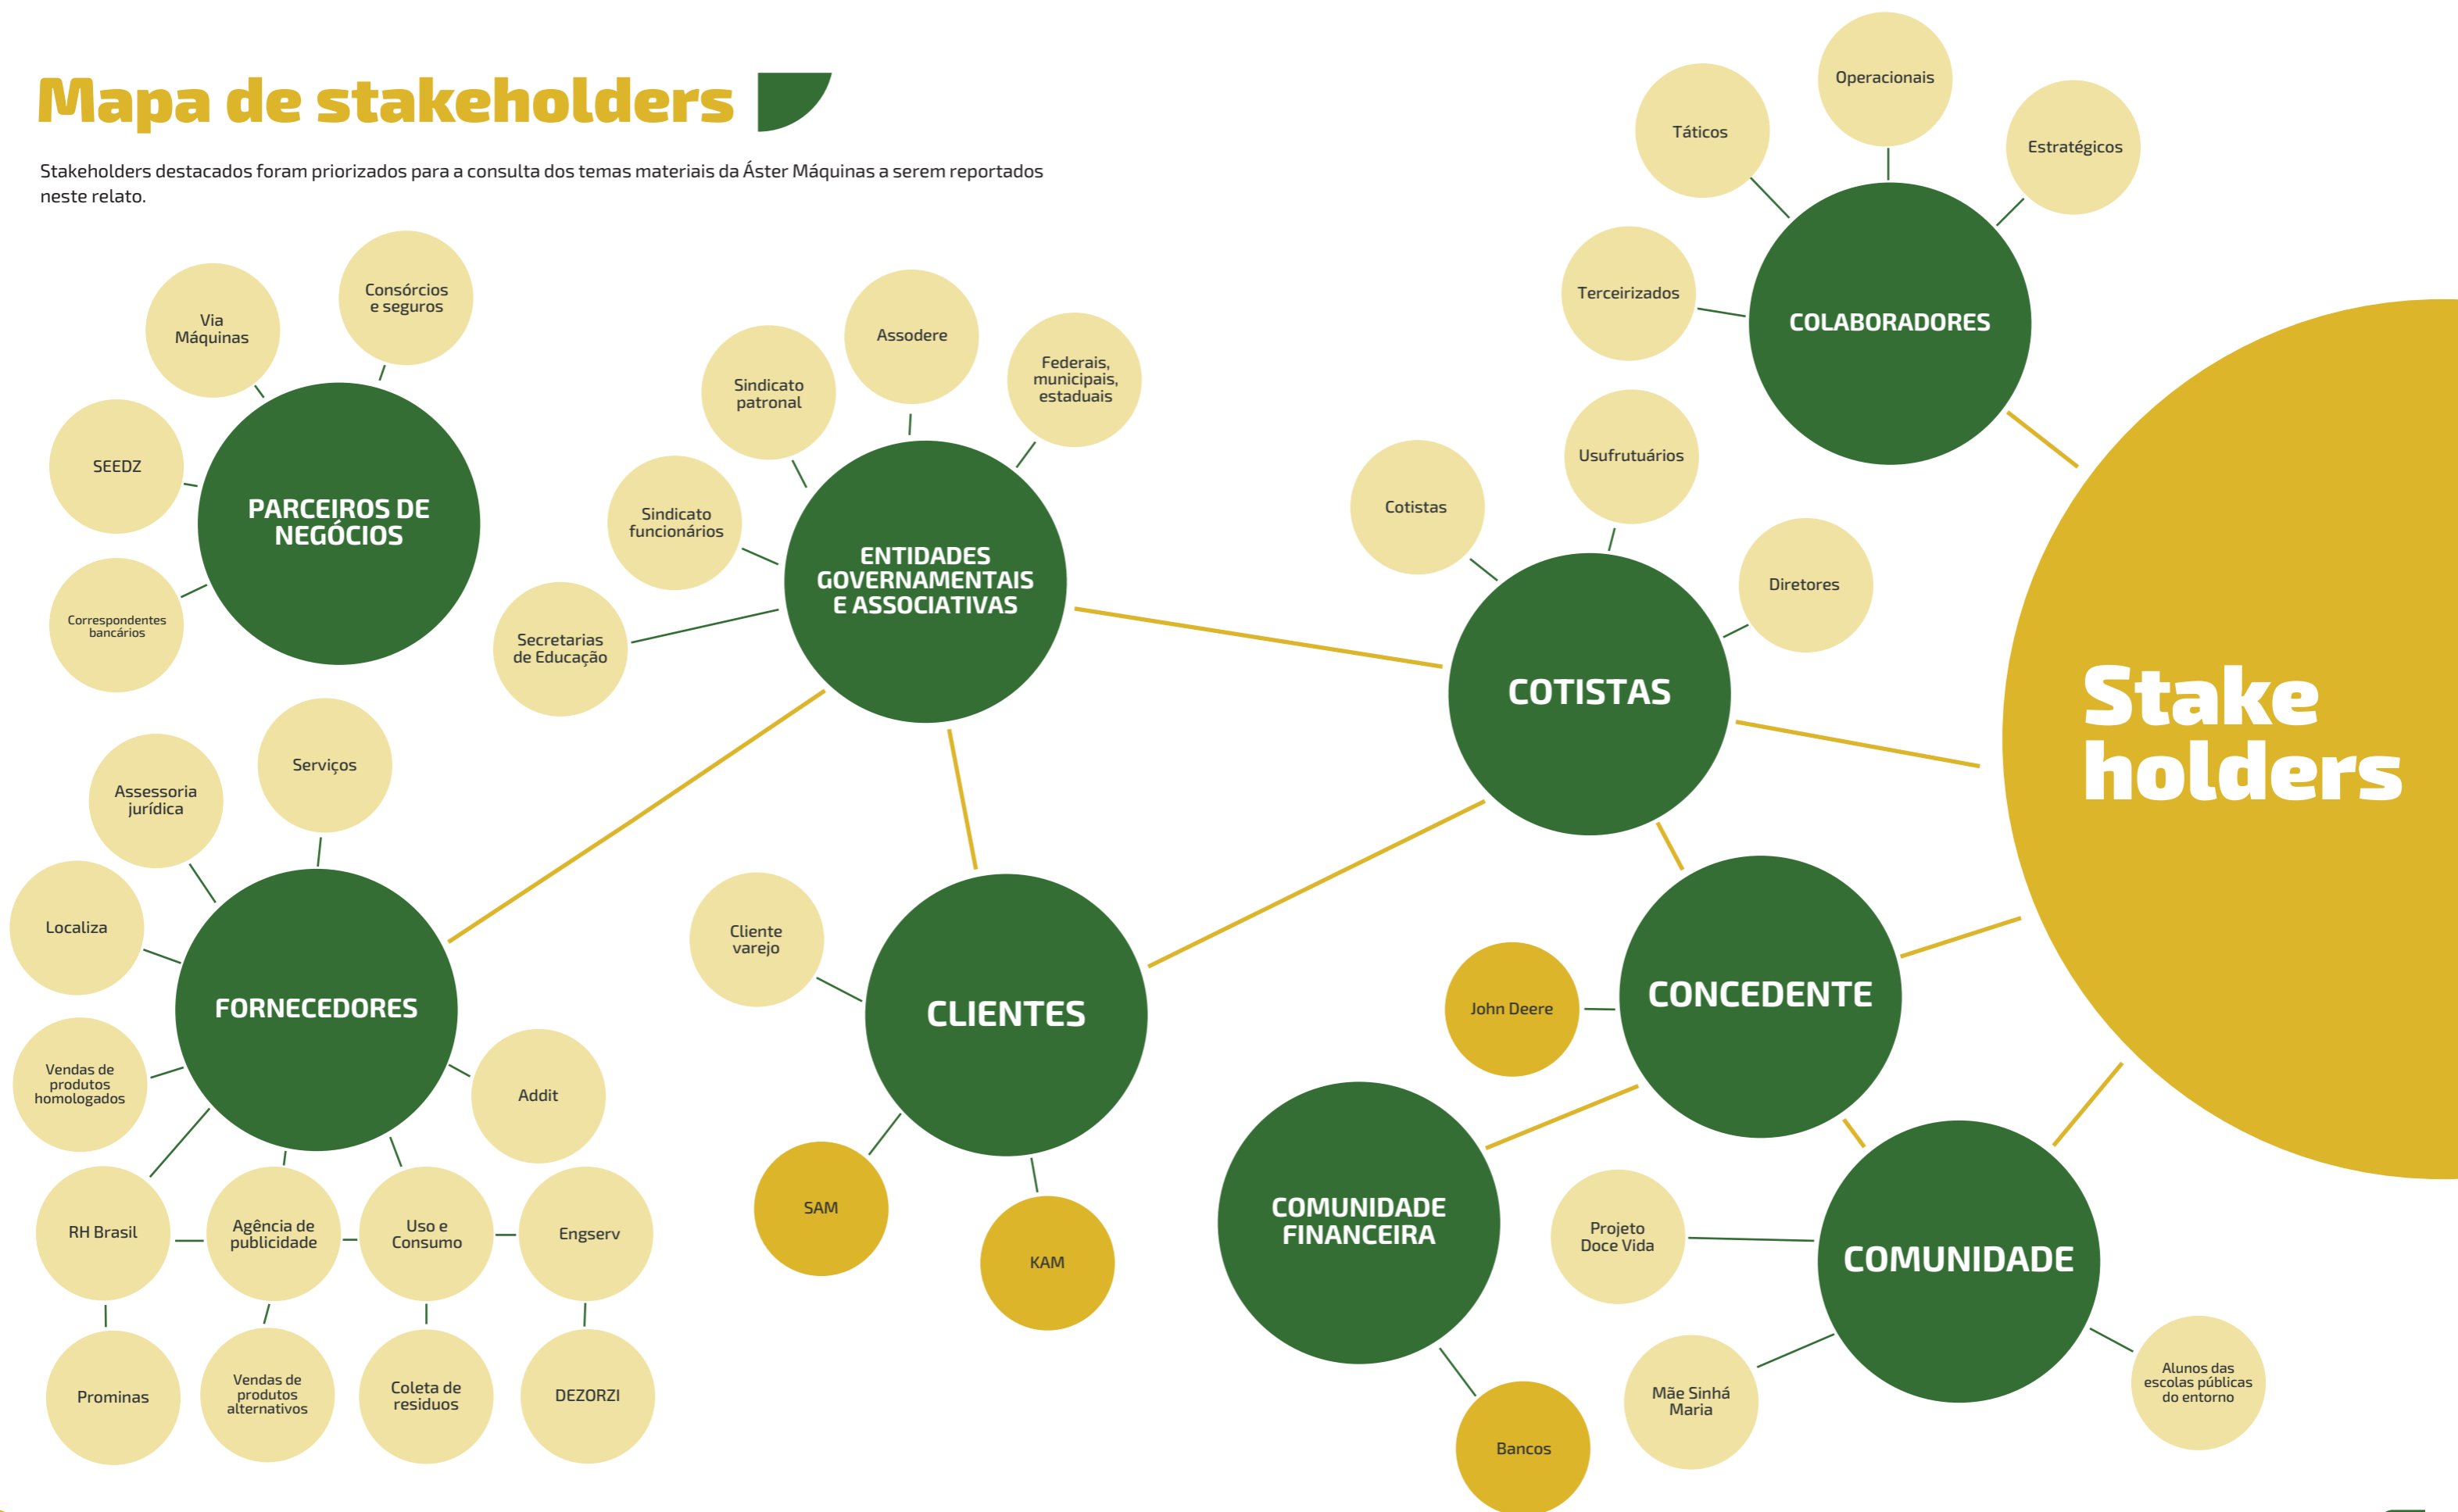 Mapa de stakeholders
Stakeholders destacados foram priorizados para a consulta dos temas materiais da Áster Máquinas a serem reportados
neste relato.
Consórcios
e seguros
Via
Máquinas
SEEDZ
PARCEIROS DE
NEGÓCIOS
Correspondentes
bancários
Assodere
Federais,
municipais,
estaduais
Sindicato
patronal
Sindicato
funcionários
ENTIDADES
GOVERNAMENTAIS
E ASSOCIATIVAS
Secretarias
de Educação
Operacionais
Táticos
Estratégicos
Terceirizados
COLABORADORES
Usufrutuários
Cotistas
Diretores
COTISTAS
Stake
holders
Serviços
Assessoria
jurídica
Localiza
FORNECEDORES
Vendas de
produtos
homologados
Addit
RH Brasil
Agência de
publicidade
Uso e
Consumo
Engserv
Prominas
Vendas de
produtos
alternativos
Coleta de
residuos
DEZORZI
Cliente
varejo
CLIENTES
SAM
KAM
CONCEDENTE
John Deere
COMUNIDADE
FINANCEIRA
Bancos
Projeto
Doce Vida
COMUNIDADE
Mãe Sinhá
Maria
Alunos das
escolas públicas
do entorno